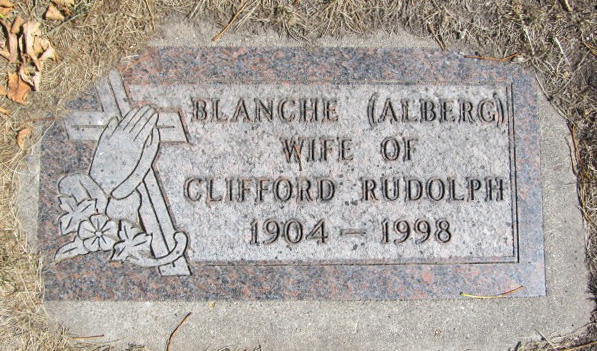 BLANCHE (ALBERG)
WIFE OF
CLIFFORD RUDOLPH
1904 - 1998